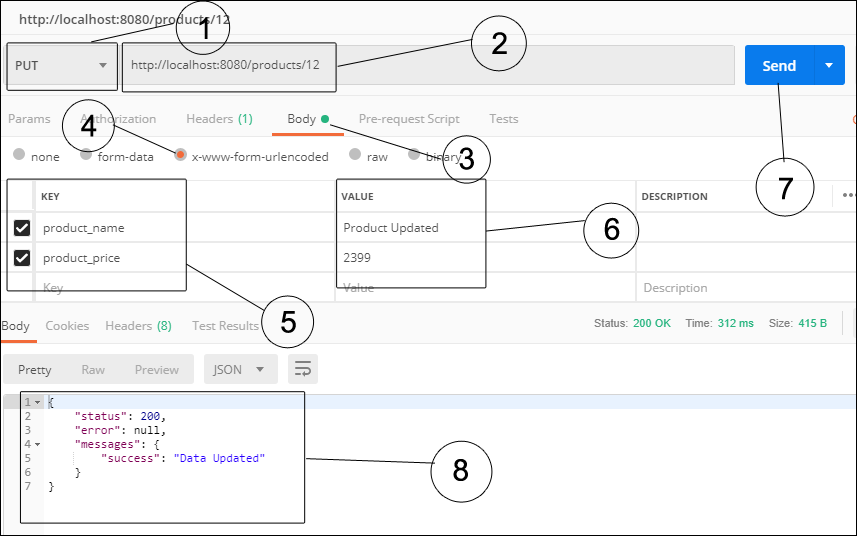 http://localhost:8080/products/12
1
2
PUT http://localhost:8080/products/12 Send
Params Authorization Headers (1) Body Pre-request Script Tests
4
3
none form-data x-www-form-urlencoded raw binary
7
KEY VALUE DESCRIPTION
product_name Product Updated
6
product_price 2399
Key Value Description
5
Body Cookies Headers (8) Test Results Status: 200 OK Time: 312 ms Size: 415 B
Pretty Raw Preview JSON
1 {
2 "status": 200,
3 "error": null,
4 "messages": {
5 "success": "Data Updated"
8
6 }
7 }